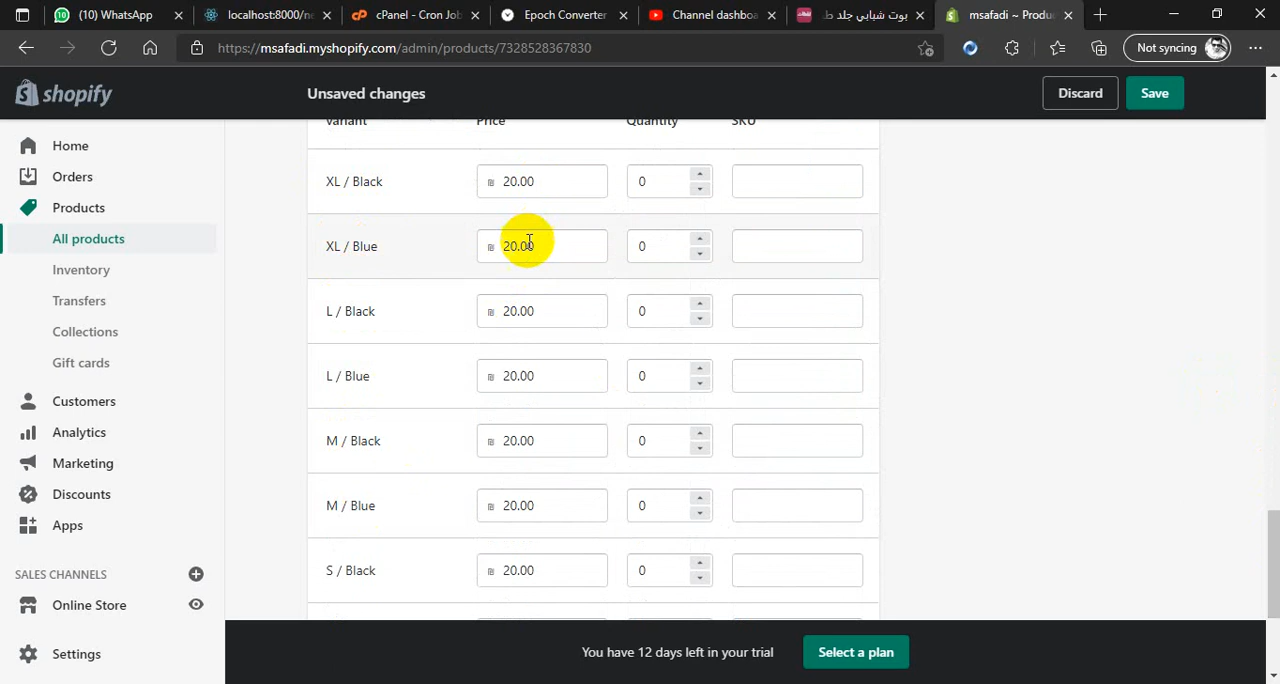 (10) WhatsApp
localhost:8000/ne
cPanel - Cron Job
Epoch Converter
Channel dashboa
بوت شبابي جلد ط
msafadi ~ Produc
https://msafadi.myshopify.com/admin/products/7328528367830
Not syncing
shopify
Unsaved changes
Discard
Save
Home
Orders
Products
All products
Inventory
Transfers
Collections
Gift cards
Customers
Analytics
Marketing
Discounts
Apps
SALES CHANNELS
Online Store
Settings
Variant Price Quantity SKU
XL / Black ₪ 20.00 0
XL / Blue ₪ 20.00 0
L / Black ₪ 20.00 0
L / Blue ₪ 20.00 0
M / Black ₪ 20.00 0
M / Blue ₪ 20.00 0
S / Black ₪ 20.00 0
You have 12 days left in your trial
Select a plan